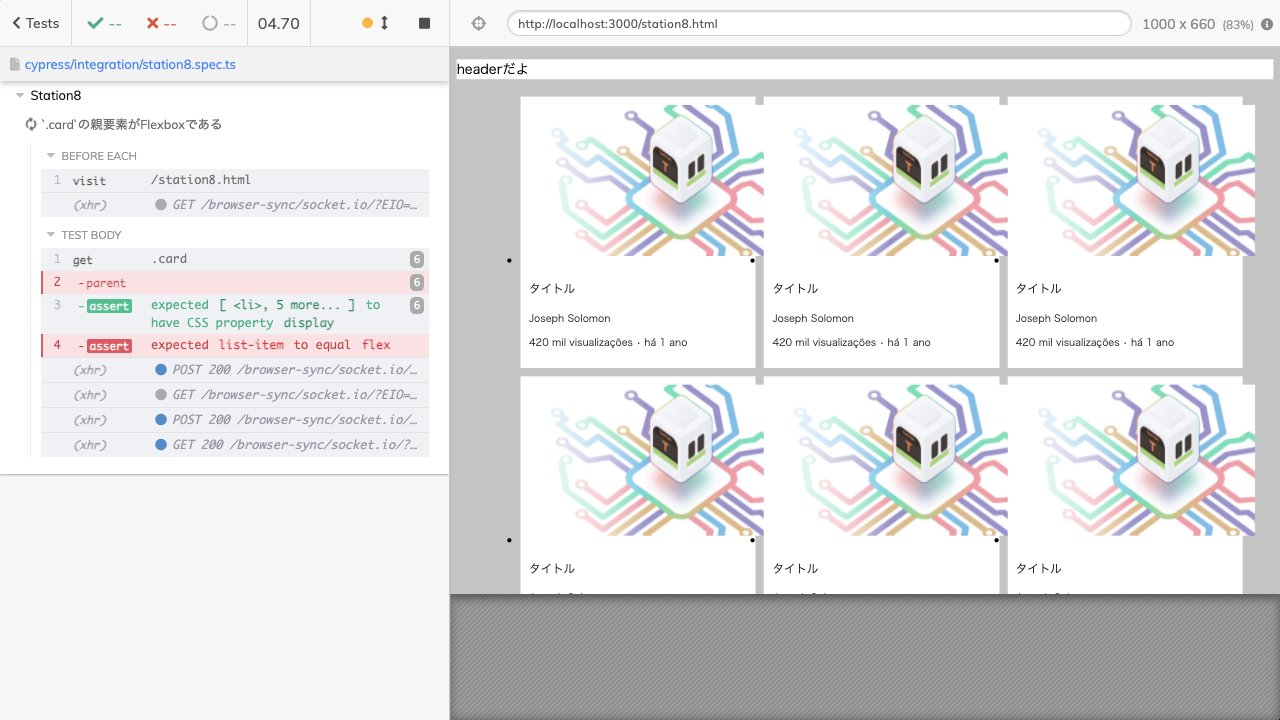 Tests
--
--
--
04.70
http://localhost:3000/station8.html
1000 x 660 (83%)
cypress/integration/station8.spec.ts
Station8
`.card`の親要素がFlexboxである
BEFORE EACH
1 visit /station8.html
(xhr) GET /browser-sync/socket.io/?EIO=…
TEST BODY
1 get .card 6
2 -parent 6
3 -assert expected [ <li>, 5 more... ] to 6
have CSS property display
4 -assert expected list-item to equal flex
(xhr) POST 200 /browser-sync/socket.io/…
(xhr) GET /browser-sync/socket.io/?EIO=…
(xhr) POST 200 /browser-sync/socket.io/…
(xhr) GET 200 /browser-sync/socket.io/?…
headerだよ
タイトル
Joseph Solomon
420 mil visualizações・há 1 ano
タイトル
Joseph Solomon
420 mil visualizações・há 1 ano
タイトル
Joseph Solomon
420 mil visualizações・há 1 ano
タイトル
タイトル
タイトル